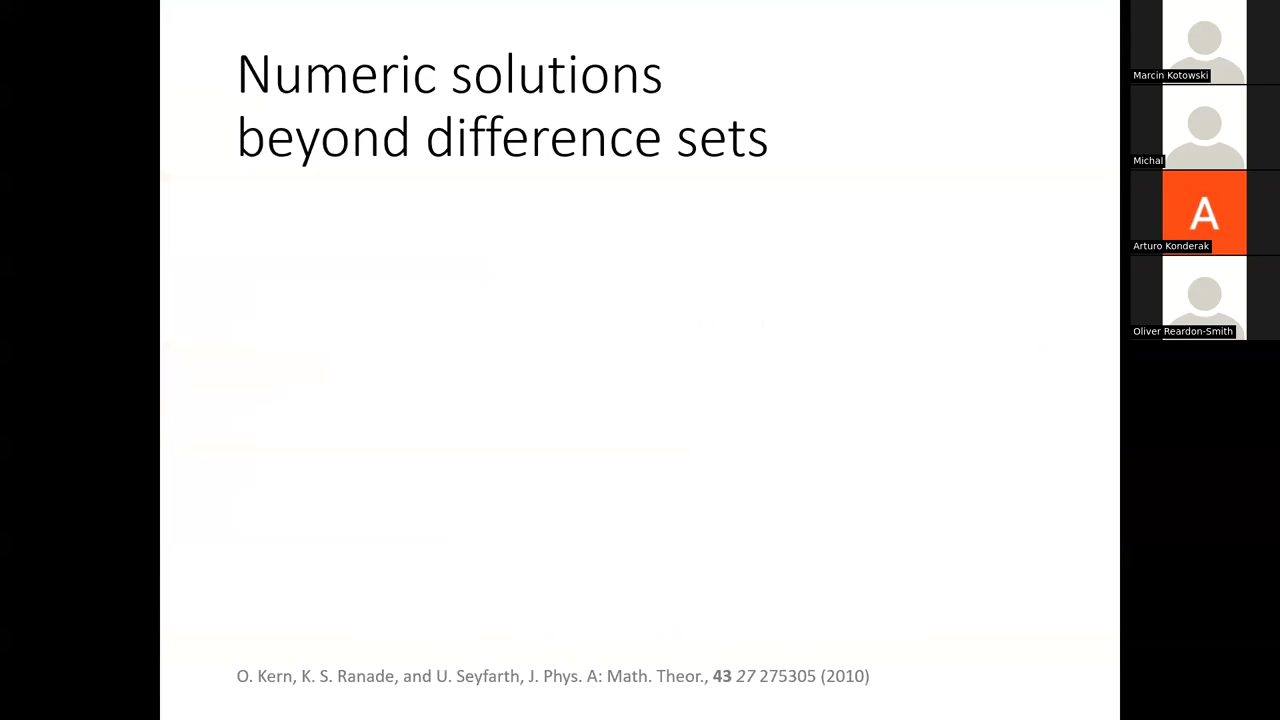 Numeric solutions
beyond difference sets
O. Kern, K. S. Ranade, and U. Seyfarth, J. Phys. A: Math. Theor., 43 27 275305 (2010)
Marcin Kotowski
Michal
A
Arturo Konderak
Oliver Reardon-Smith